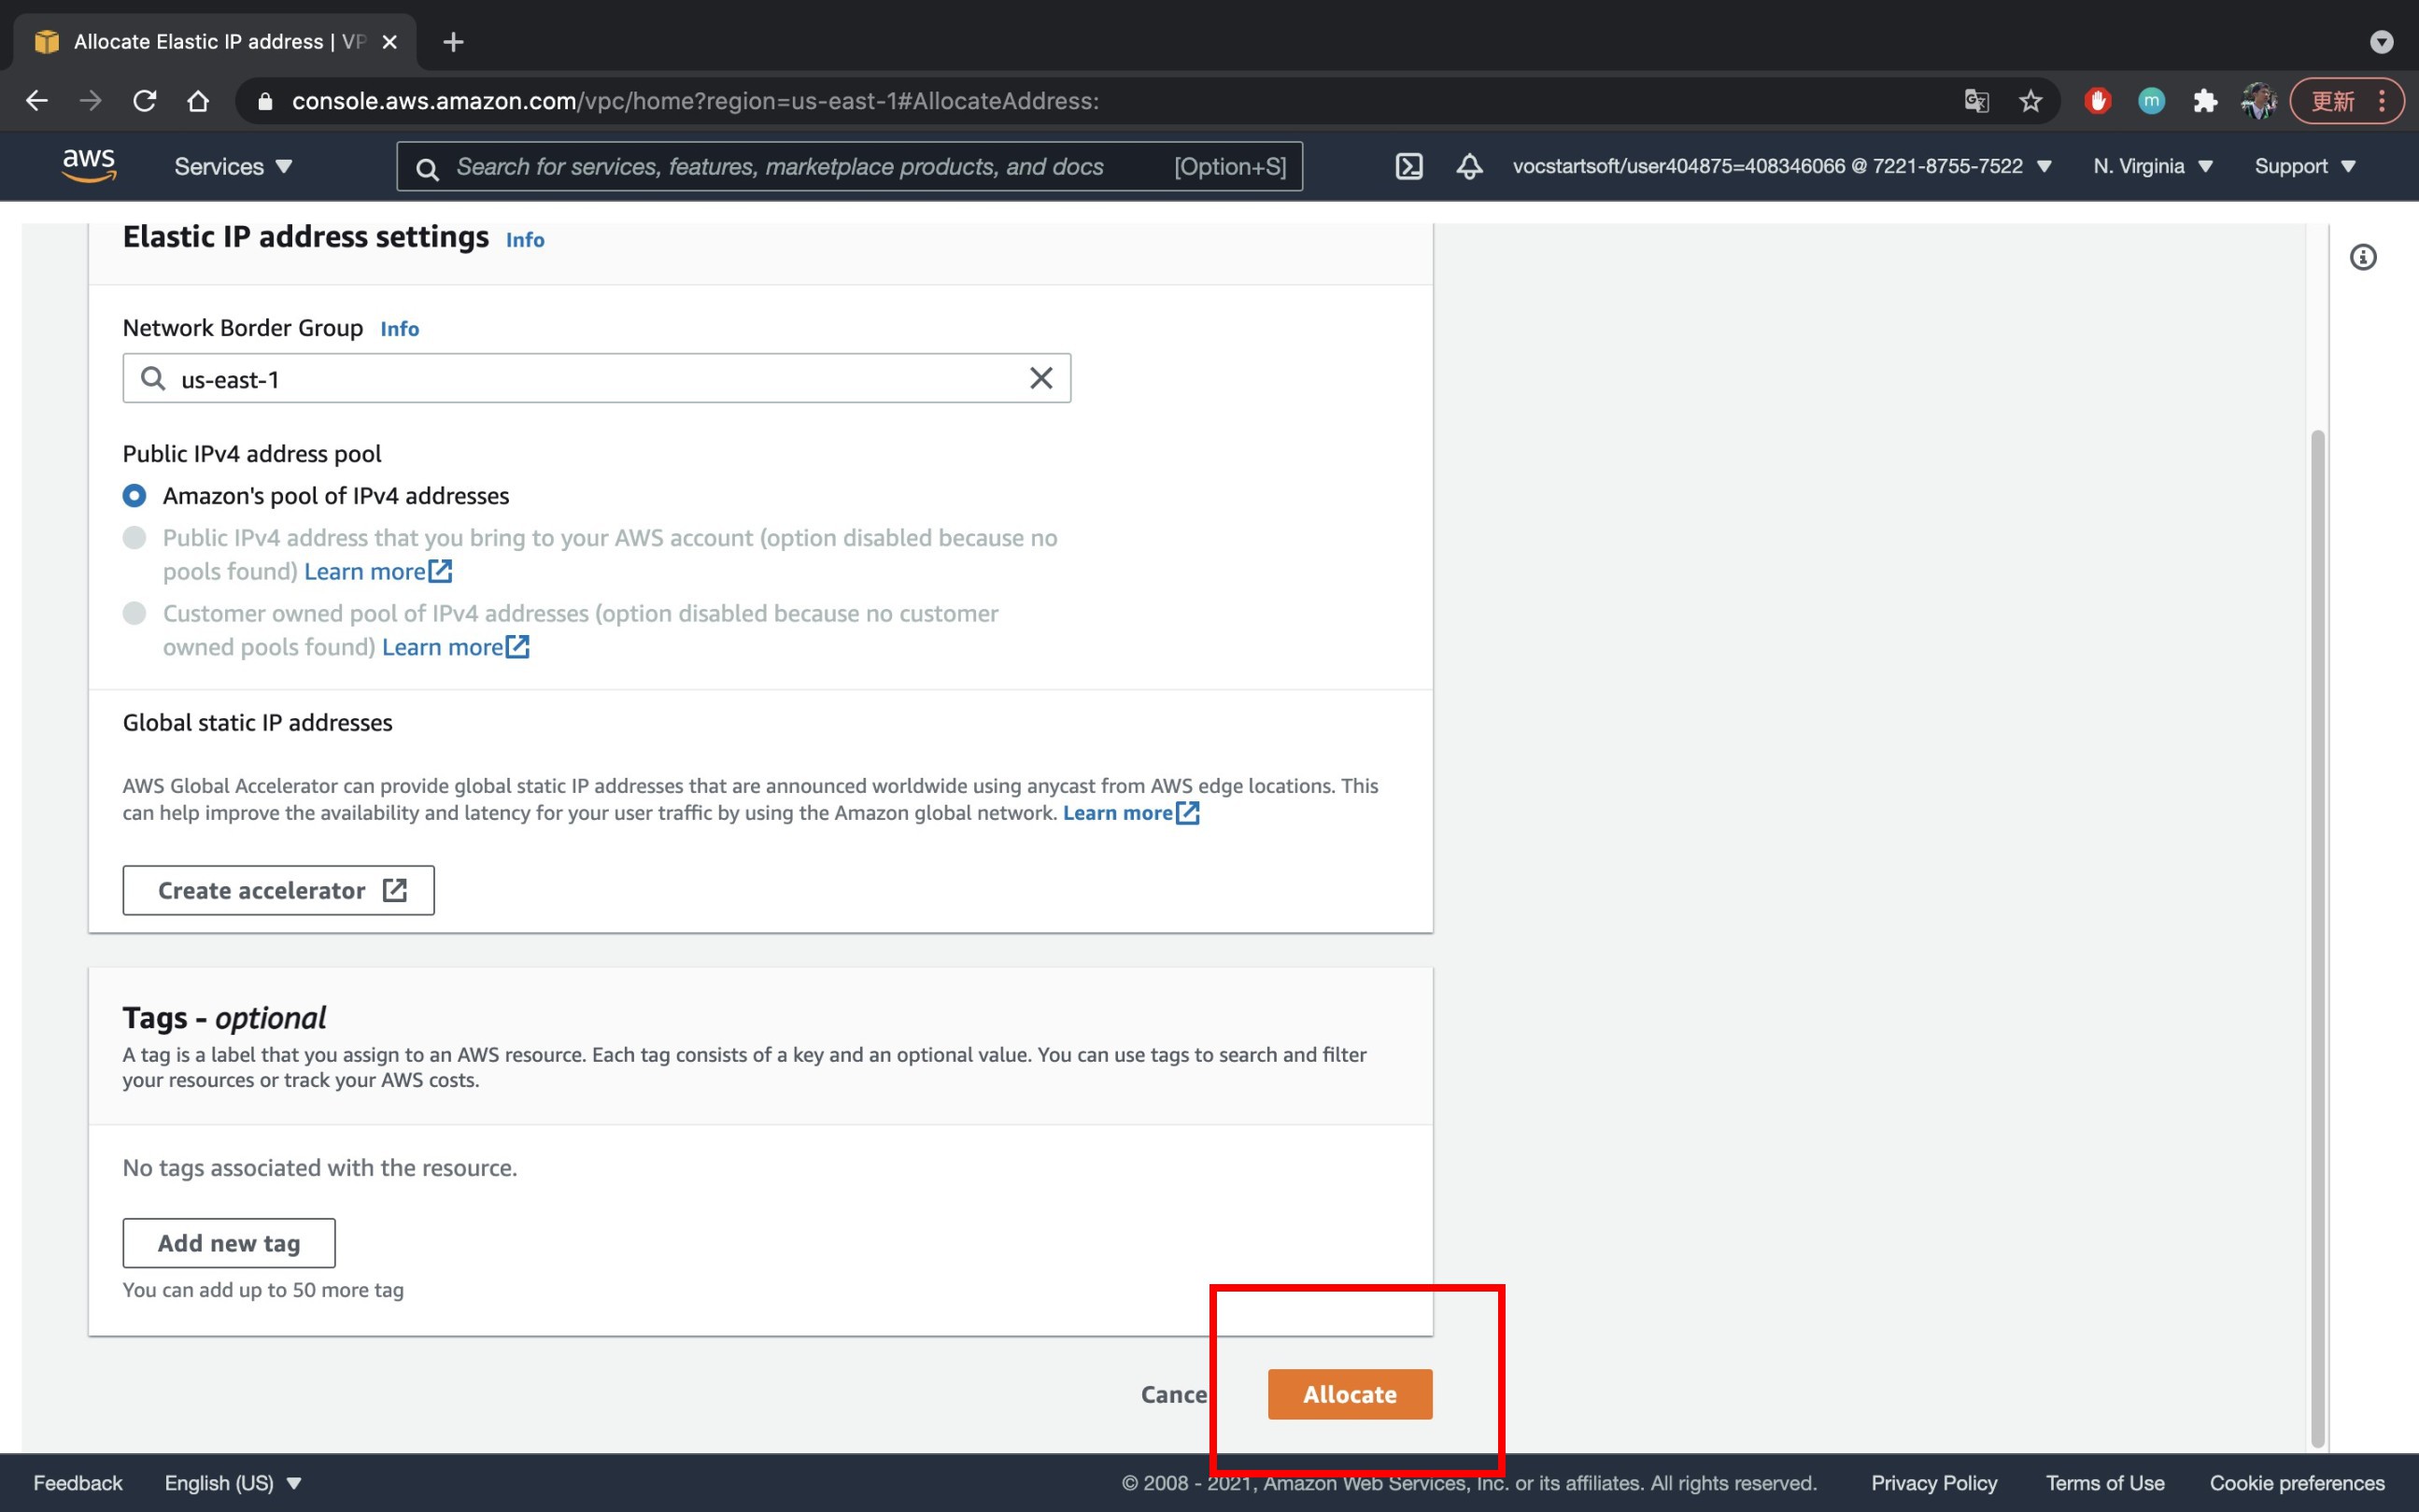 Allocate Elastic IP address | VP
console.aws.amazon.com/vpc/home?region=us-east-1#AllocateAddress:
m
更新
aws
Services
Search for services, features, marketplace products, and docs [Option+S]
vocstartsoft/user404875=408346066 @ 7221-8755-7522
N. Virginia
Support
Elastic IP address settings Info
Network Border Group Info
us-east-1
Public IPv4 address pool
Amazon's pool of IPv4 addresses
Public IPv4 address that you bring to your AWS account (option disabled because no
pools found) Learn more
Customer owned pool of IPv4 addresses (option disabled because no customer
owned pools found) Learn more
Global static IP addresses
AWS Global Accelerator can provide global static IP addresses that are announced worldwide using anycast from AWS edge locations. This
can help improve the availability and latency for your user traffic by using the Amazon global network. Learn more
Create accelerator
Tags - optional
A tag is a label that you assign to an AWS resource. Each tag consists of a key and an optional value. You can use tags to search and filter
your resources or track your AWS costs.
No tags associated with the resource.
Add new tag
You can add up to 50 more tag
Cance
Allocate
Feedback
English (US)
© 2008 - 2021, Amazon Web Services, Inc. or its affiliates. All rights reserved.
Privacy Policy
Terms of Use
Cookie preferences